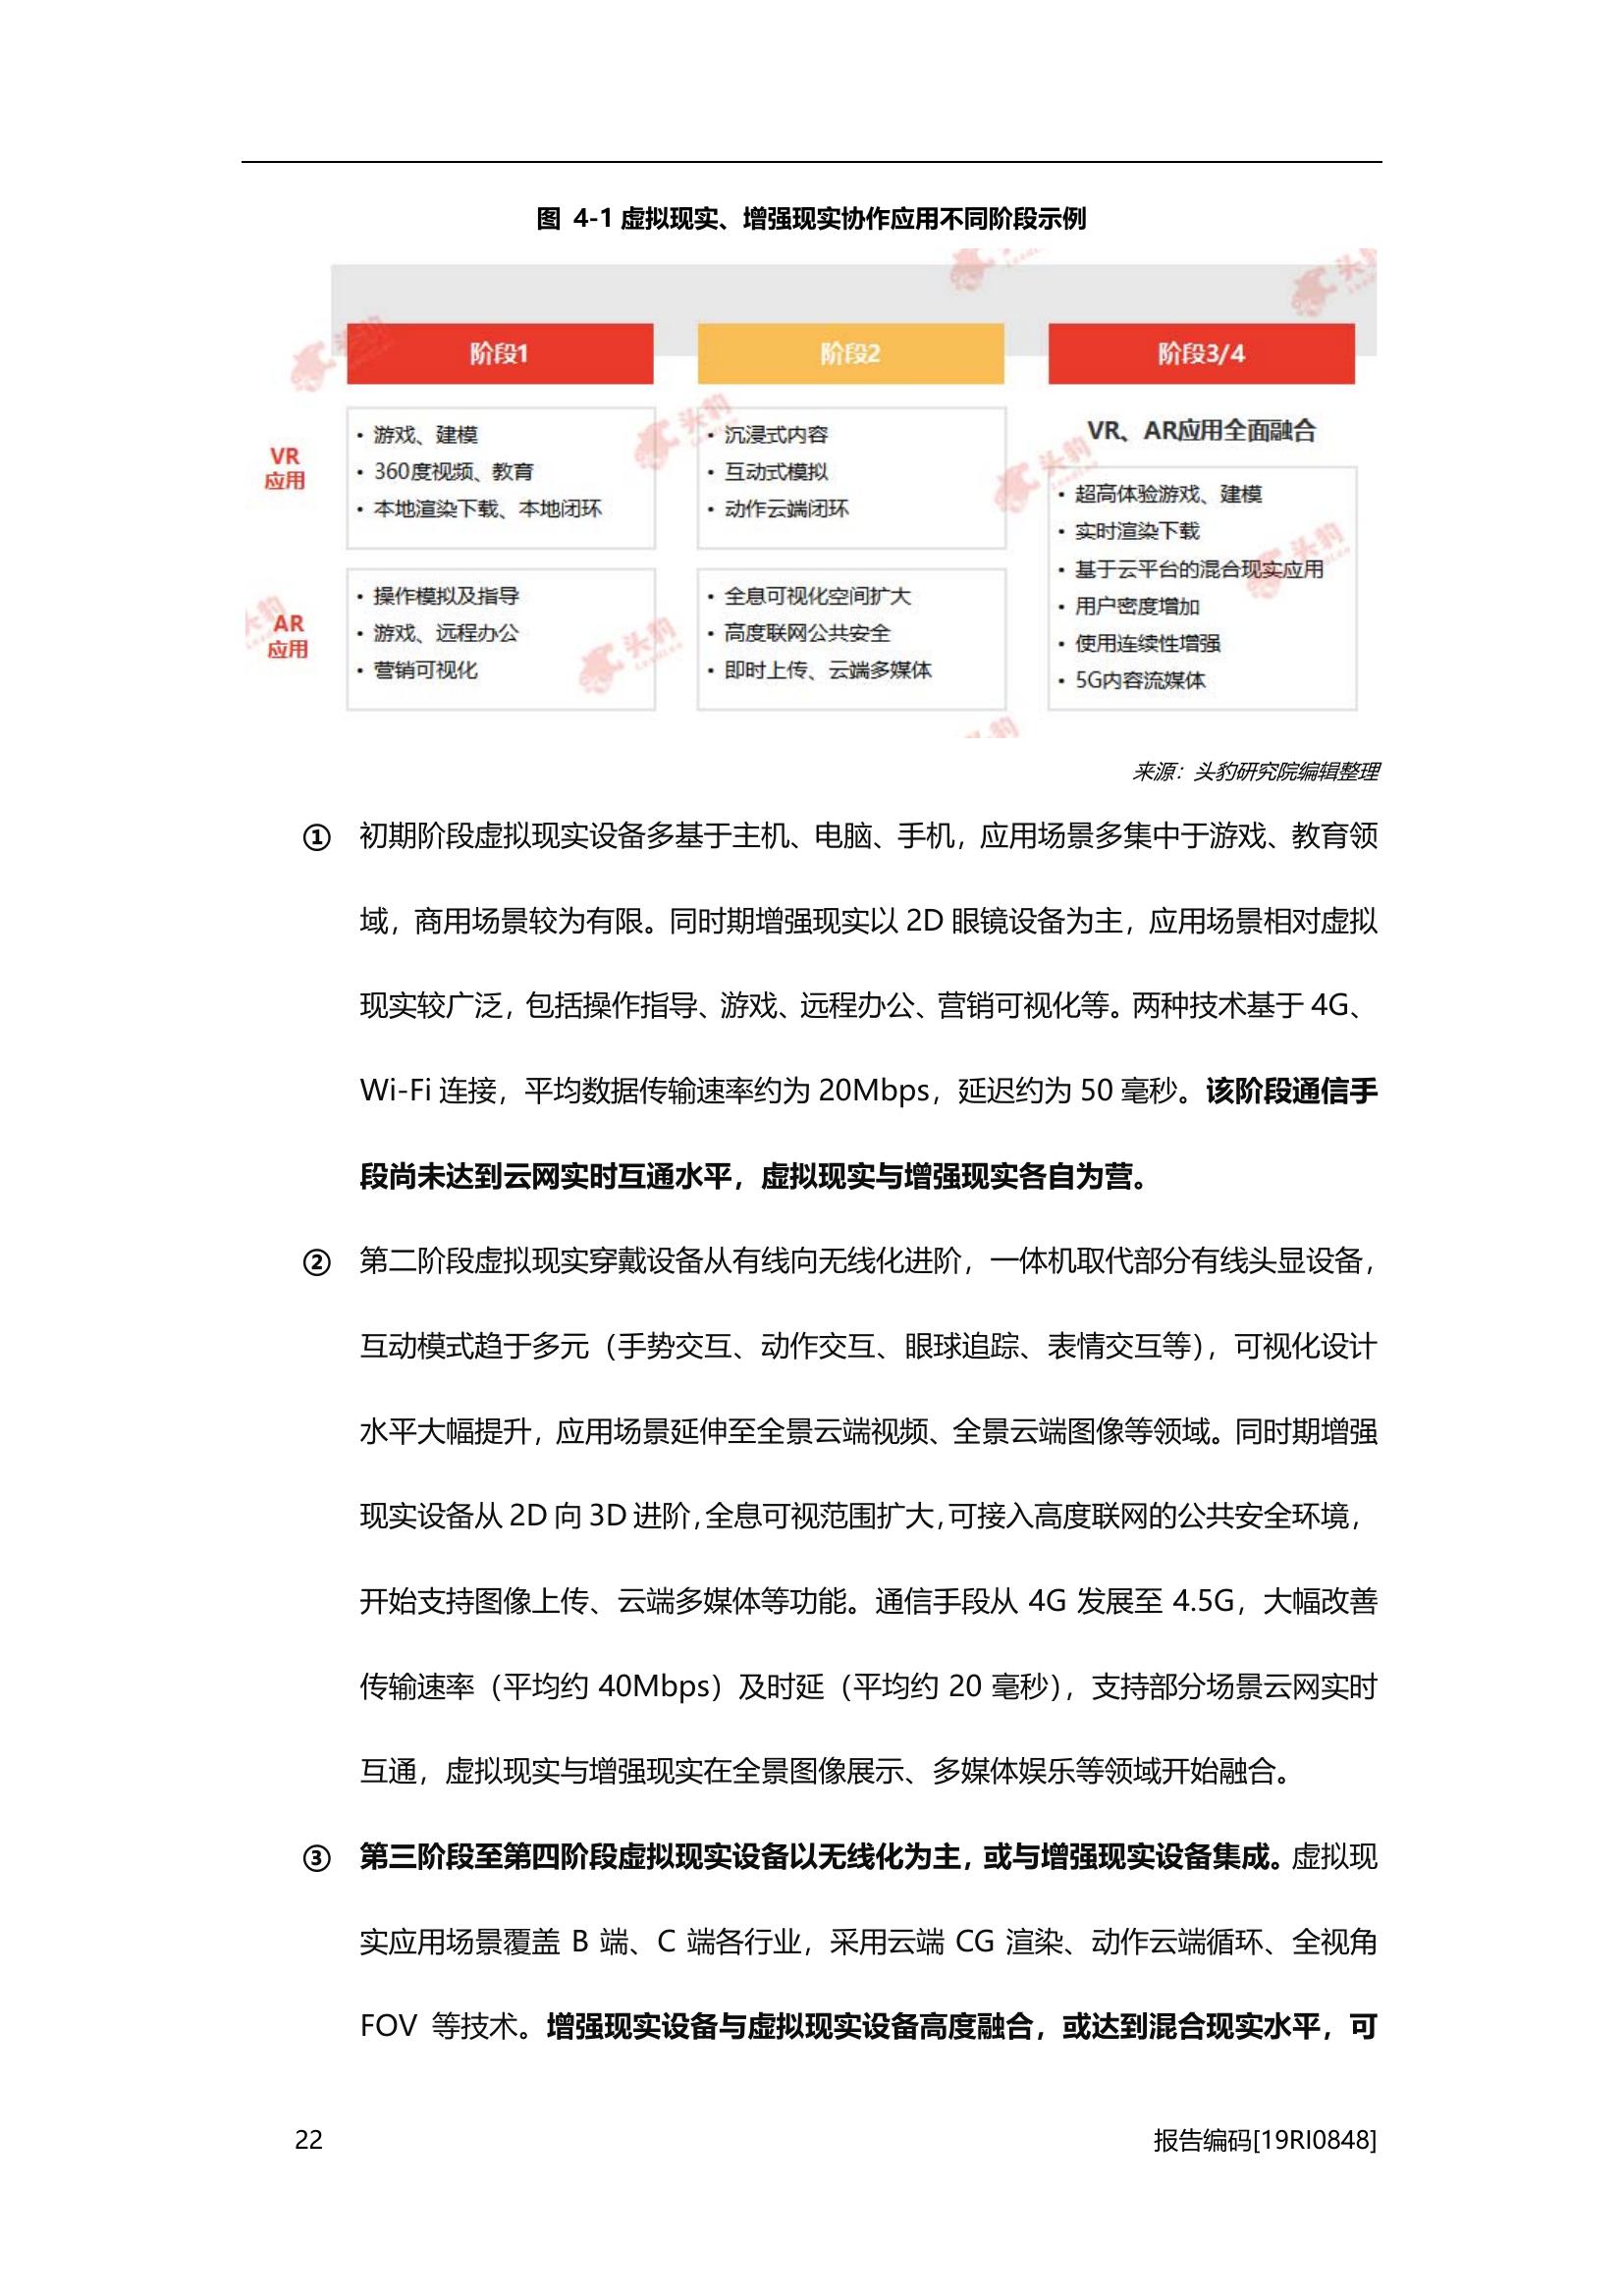 图 4-1 虚拟现实、增强现实协作应用不同阶段示例
阶段1
阶段2
阶段3/4
VR
应用
• 游戏、建模
• 360度视频、教育
• 本地渲染下载、本地闭环
• 沉浸式内容
• 互动式模拟
• 动作云端闭环
VR、AR应用全面融合
• 超高体验游戏、建模
• 实时渲染下载
• 基于云平台的混合现实应用
• 用户密度增加
• 使用连续性增强
• 5G内容流媒体
AR
应用
• 操作模拟及指导
• 游戏、远程办公
• 营销可视化
• 全息可视化空间扩大
• 高度联网公共安全
• 即时上传、云端多媒体
头豹
头豹
头豹
头豹
头豹
来源：头豹研究院编辑整理
① 初期阶段虚拟现实设备多基于主机、电脑、手机，应用场景多集中于游戏、教育领
域，商用场景较为有限。同时期增强现实以 2D 眼镜设备为主，应用场景相对虚拟
现实较广泛，包括操作指导、游戏、远程办公、营销可视化等。两种技术基于 4G、
Wi-Fi 连接，平均数据传输速率约为 20Mbps，延迟约为 50 毫秒。该阶段通信手
段尚未达到云网实时互通水平，虚拟现实与增强现实各自为营。
② 第二阶段虚拟现实穿戴设备从有线向无线化进阶，一体机取代部分有线头显设备，
互动模式趋于多元（手势交互、动作交互、眼球追踪、表情交互等），可视化设计
水平大幅提升，应用场景延伸至全景云端视频、全景云端图像等领域。同时期增强
现实设备从 2D 向 3D 进阶，全息可视范围扩大，可接入高度联网的公共安全环境，
开始支持图像上传、云端多媒体等功能。通信手段从 4G 发展至 4.5G，大幅改善
传输速率（平均约 40Mbps）及时延（平均约 20 毫秒），支持部分场景云网实时
互通，虚拟现实与增强现实在全景图像展示、多媒体娱乐等领域开始融合。
③ 第三阶段至第四阶段虚拟现实设备以无线化为主，或与增强现实设备集成。虚拟现
实应用场景覆盖 B 端、C 端各行业，采用云端 CG 渲染、动作云端循环、全视角
FOV 等技术。增强现实设备与虚拟现实设备高度融合，或达到混合现实水平，可
22
报告编码[19RI0848]